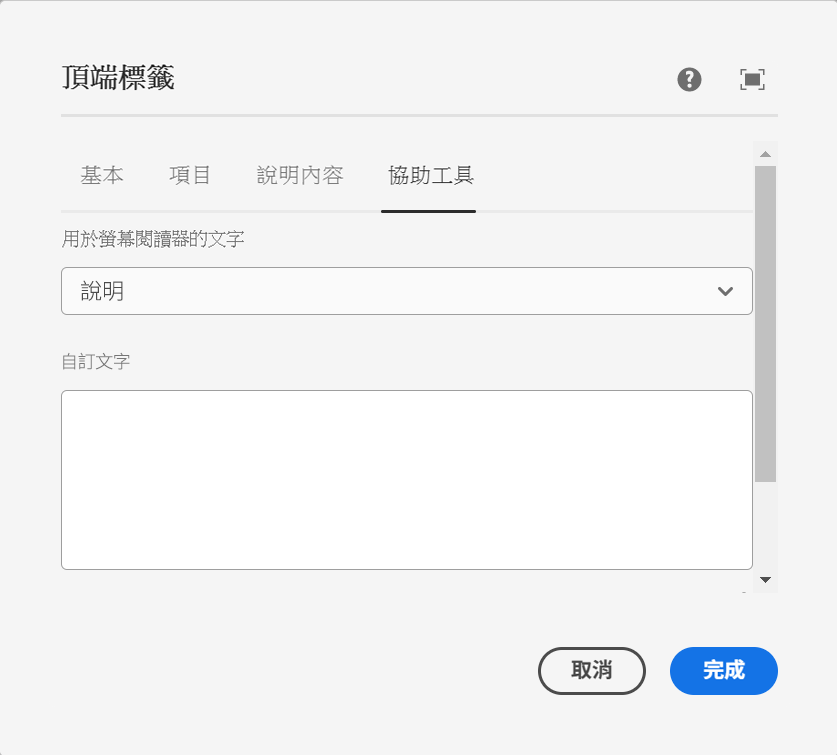 頂端標籤
基本 項目 說明內容 協助工具
用於螢幕閱讀器的文字
說明
自訂文字
取消 完成